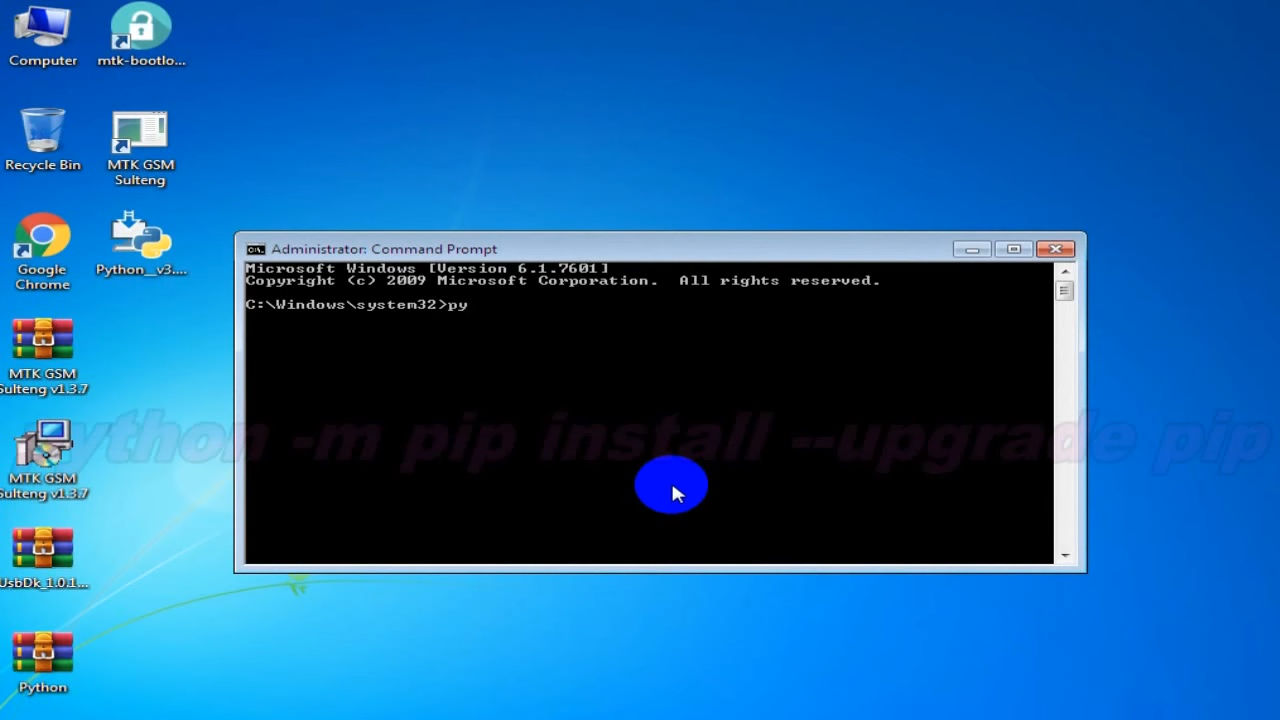 Computer
mtk-bootlo...
Recycle Bin
MTK GSM
Sulteng
Google
Chrome
Python__v3....
MTK GSM
Sulteng v1.3.7
MTK GSM
Sulteng v1.3.7
UsbDk_1.0.1...
Python
Administrator: Command Prompt
Microsoft Windows [Version 6.1.7601]
Copyright (c) 2009 Microsoft Corporation.  All rights reserved.
C:\Windows\system32>py
python -m pip install --upgrade pip